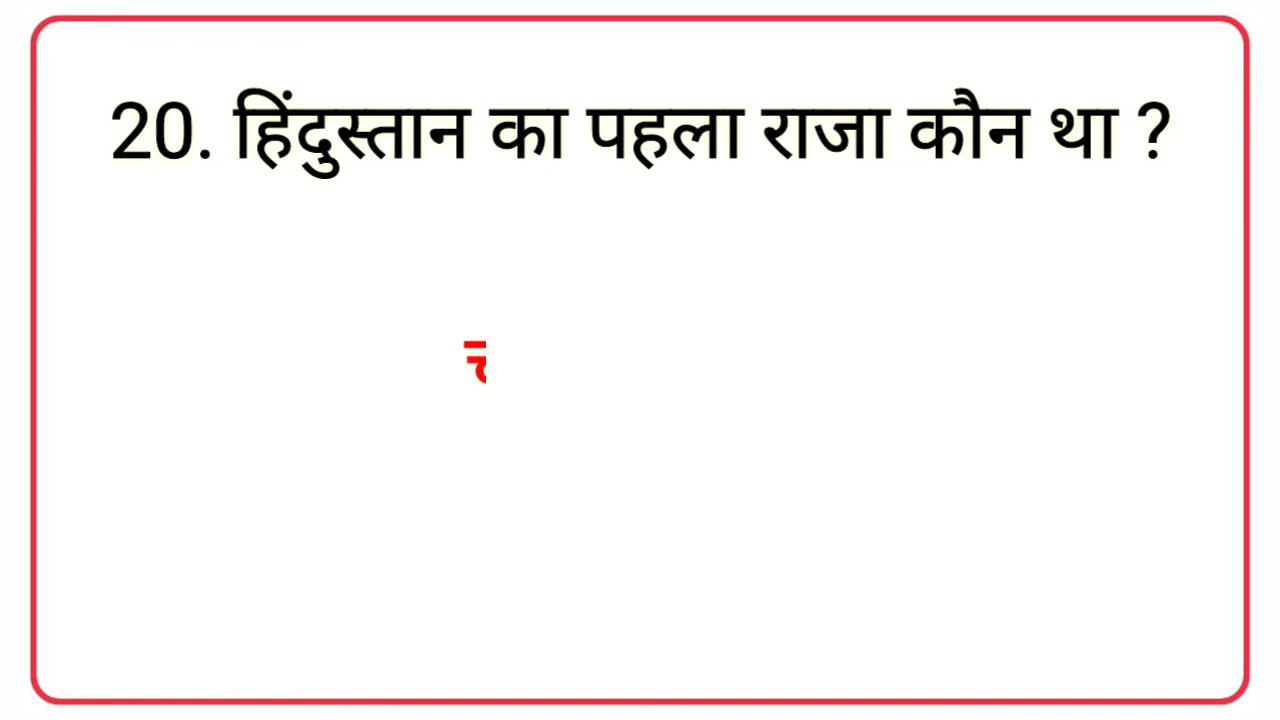 20. हिंदुस्तान का पहला राजा कौन था ?